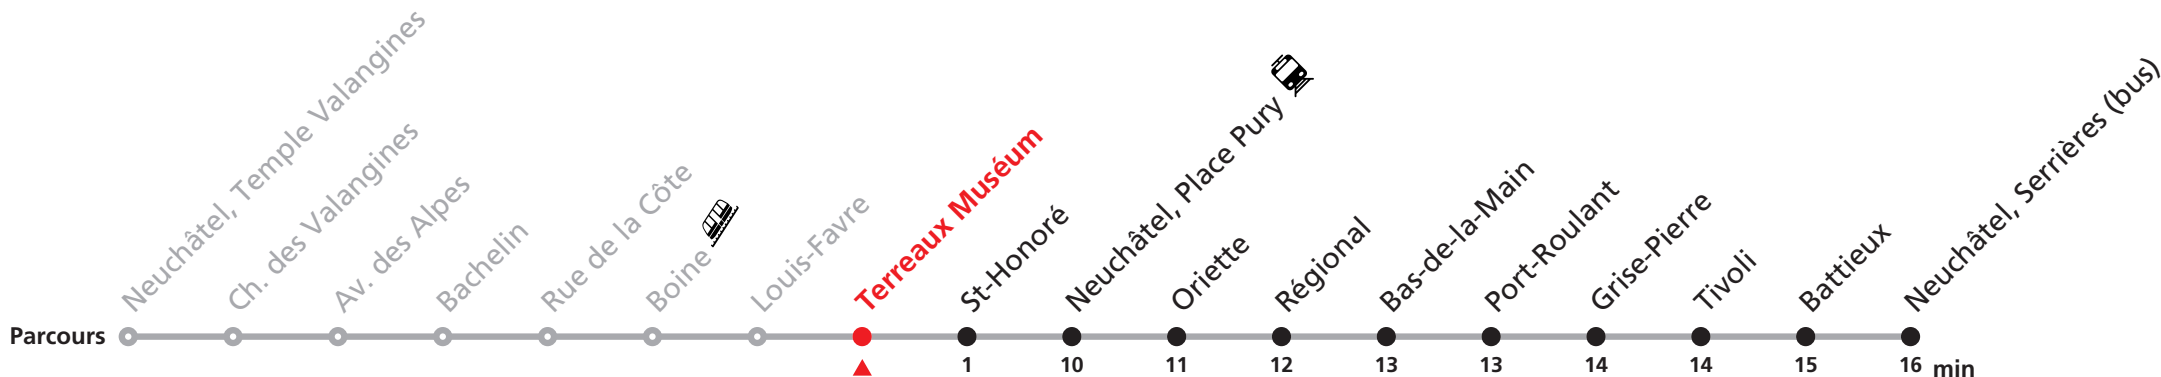 Neuchâtel, Temple Valangines
Ch. des Valangines
Av. des Alpes
Bachelin
Rue de la Côte
Boine
Louis-Favre
Terreaux Muséum
St-Honoré
Neuchâtel, Place Pury
Oriette
Régional
Bas-de-la-Main
Port-Roulant
Grise-Pierre
Tivoli
Battieux
Neuchâtel, Serrières (bus)
Parcours
1 10 11 12 13 13 14 14 15 16 min